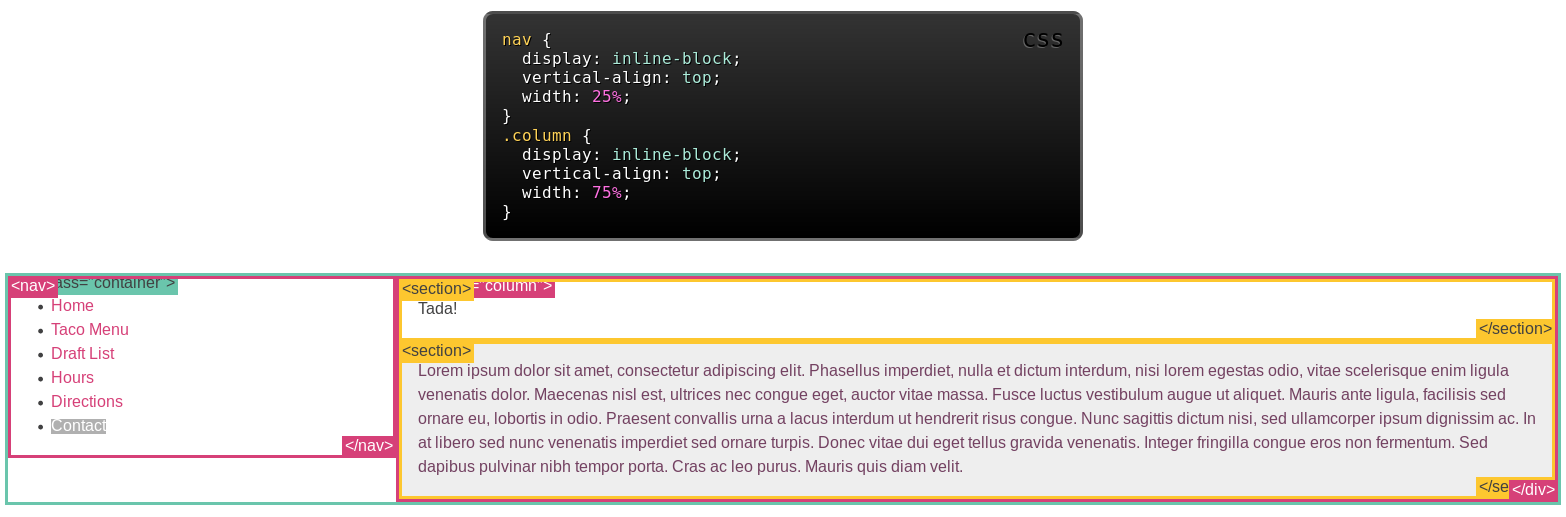 CSS
nav {
display: inline-block;
vertical-align: top;
width: 25%;
}
.column {
display: inline-block;
vertical-align: top;
width: 75%;
}
<nav>
ass="container">
Home
Taco Menu
Draft List
Hours
Directions
Contact
</nav>
<section>
="column">
Tada!
</section>
<section>
Lorem ipsum dolor sit amet, consectetur adipiscing elit. Phasellus imperdiet, nulla et dictum interdum, nisi lorem egestas odio, vitae scelerisque enim ligula
venenatis dolor. Maecenas nisl est, ultrices nec congue eget, auctor vitae massa. Fusce luctus vestibulum augue ut aliquet. Mauris ante ligula, facilisis sed
ornare eu, lobortis in odio. Praesent convallis urna a lacus interdum ut hendrerit risus congue. Nunc sagittis dictum nisi, sed ullamcorper ipsum dignissim ac. In
at libero sed nunc venenatis imperdiet sed ornare turpis. Donec vitae dui eget tellus gravida venenatis. Integer fringilla congue eros non fermentum. Sed
dapibus pulvinar nibh tempor porta. Cras ac leo purus. Mauris quis diam velit.
</se
</div>